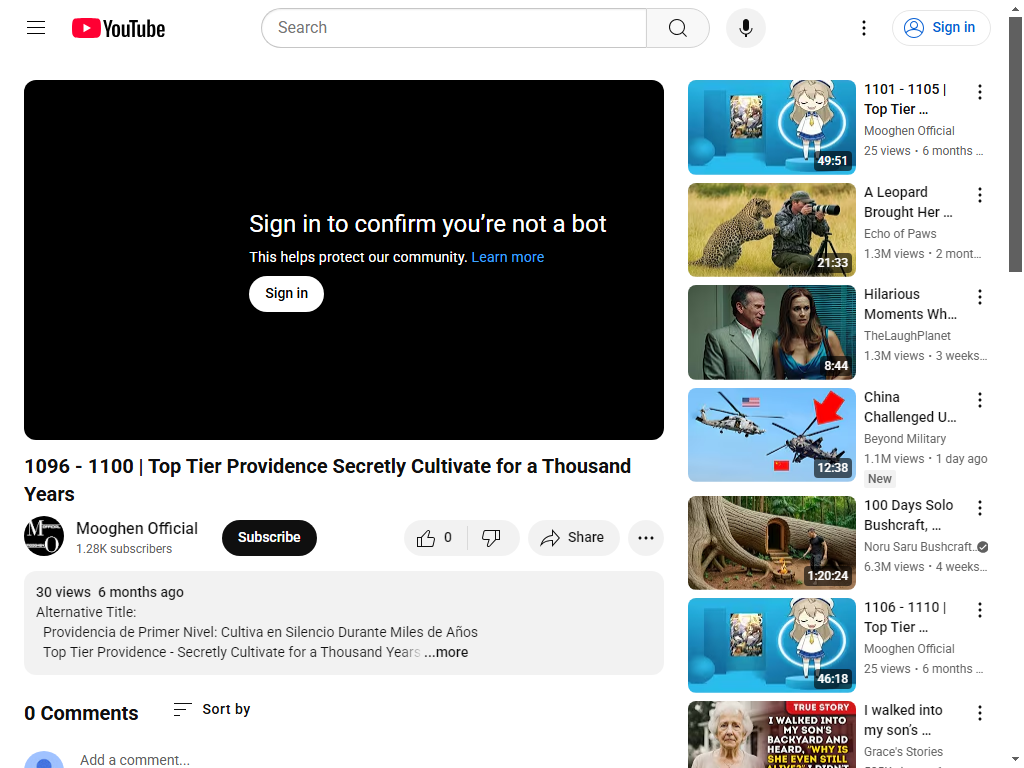 YouTube
Search
Sign in
Sign in to confirm you’re not a bot
This helps protect our community. Learn more
Sign in
1096 - 1100 | Top Tier Providence Secretly Cultivate for a Thousand
Years
Mooghen Official
1.28K subscribers
Subscribe
0
Share
30 views 6 months ago
Alternative Title:
Providencia de Primer Nivel: Cultiva en Silencio Durante Miles de Años
Top Tier Providence - Secretly Cultivate for a Thousand Years ...more
0 Comments
Sort by
Add a comment...
49:51
1101 - 1105 |
Top Tier ...
Mooghen Official
25 views • 6 months ...
21:33
A Leopard
Brought Her ...
Echo of Paws
1.3M views • 2 mont...
8:44
Hilarious
Moments Wh...
TheLaughPlanet
1.3M views • 3 weeks...
12:38
China
Challenged U...
Beyond Military
1.1M views • 1 day ago
New
1:20:24
100 Days Solo
Bushcraft, ...
Noru Saru Bushcraft...
6.3M views • 4 weeks...
46:18
1106 - 1110 |
Top Tier ...
Mooghen Official
25 views • 6 months ...
TRUE STORY
I WALKED INTO
MY SON'S
BACKYARD AND
HEARD, "WHY IS
SHE EVEN STILL
I walked into
my son’s ...
Grace's Stories